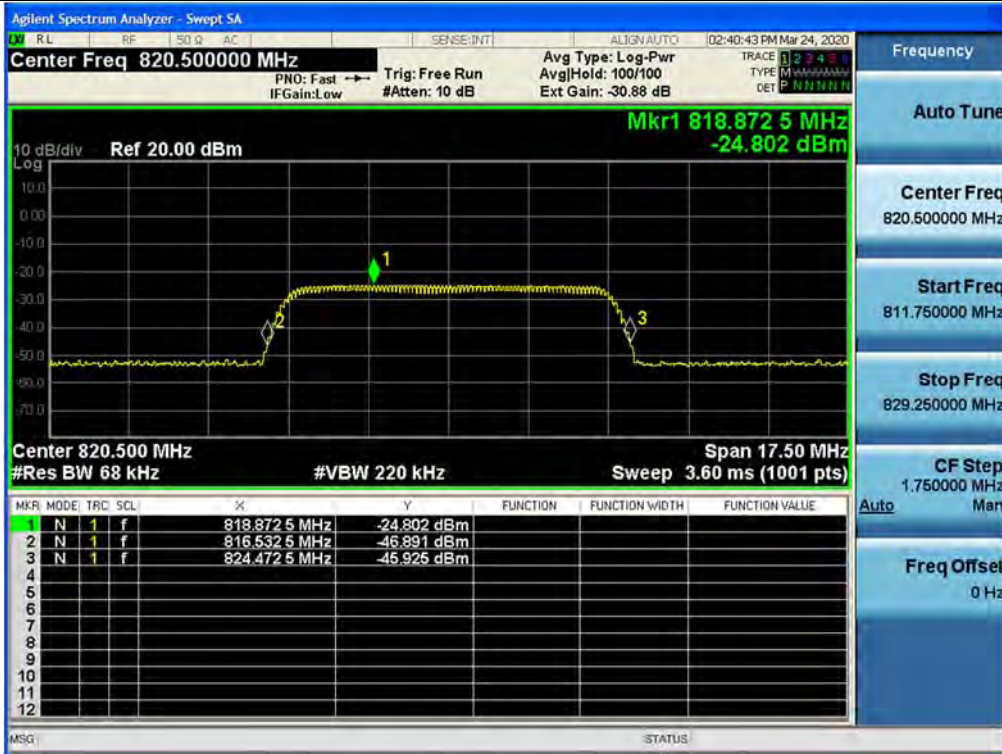 Agilent Spectrum Analyzer - Swept SA
LXI RL RF 50 Ω AC SENSE:INT ALIGN AUTO 02:40:43 PM Mar 24, 2020
Center Freq 820.500000 MHz
PNO: Fast
IFGain:Low
Trig: Free Run
#Atten: 10 dB
Avg Type: Log-Pwr
Avg|Hold: 100/100
Ext Gain: -30.88 dB
TRACE 1 2 3 4 5 6
TYPE M
DET P N N N N N
Mkr1 818.872 5 MHz
-24.802 dBm
10 dB/div
Log
Ref 20.00 dBm
10.0
0.00
-10.0
-20.0
-30.0
-40.0
-50.0
-60.0
-70.0
1
2
3
Center 820.500 MHz
Span 17.50 MHz
#Res BW 68 kHz
#VBW 220 kHz
Sweep 3.60 ms (1001 pts)
MKR MODE TRC SCL X Y FUNCTION FUNCTION WIDTH FUNCTION VALUE
1 N 1 f 818.872 5 MHz -24.802 dBm
2 N 1 f 816.532 5 MHz -46.891 dBm
3 N 1 f 824.472 5 MHz -45.925 dBm
4
5
6
7
8
9
10
11
12
MSG STATUS
Frequency
Auto Tune
Center Freq
820.500000 MHz
Start Freq
811.750000 MHz
Stop Freq
829.250000 MHz
CF Step
1.750000 MHz
Auto Man
Freq Offset
0 Hz